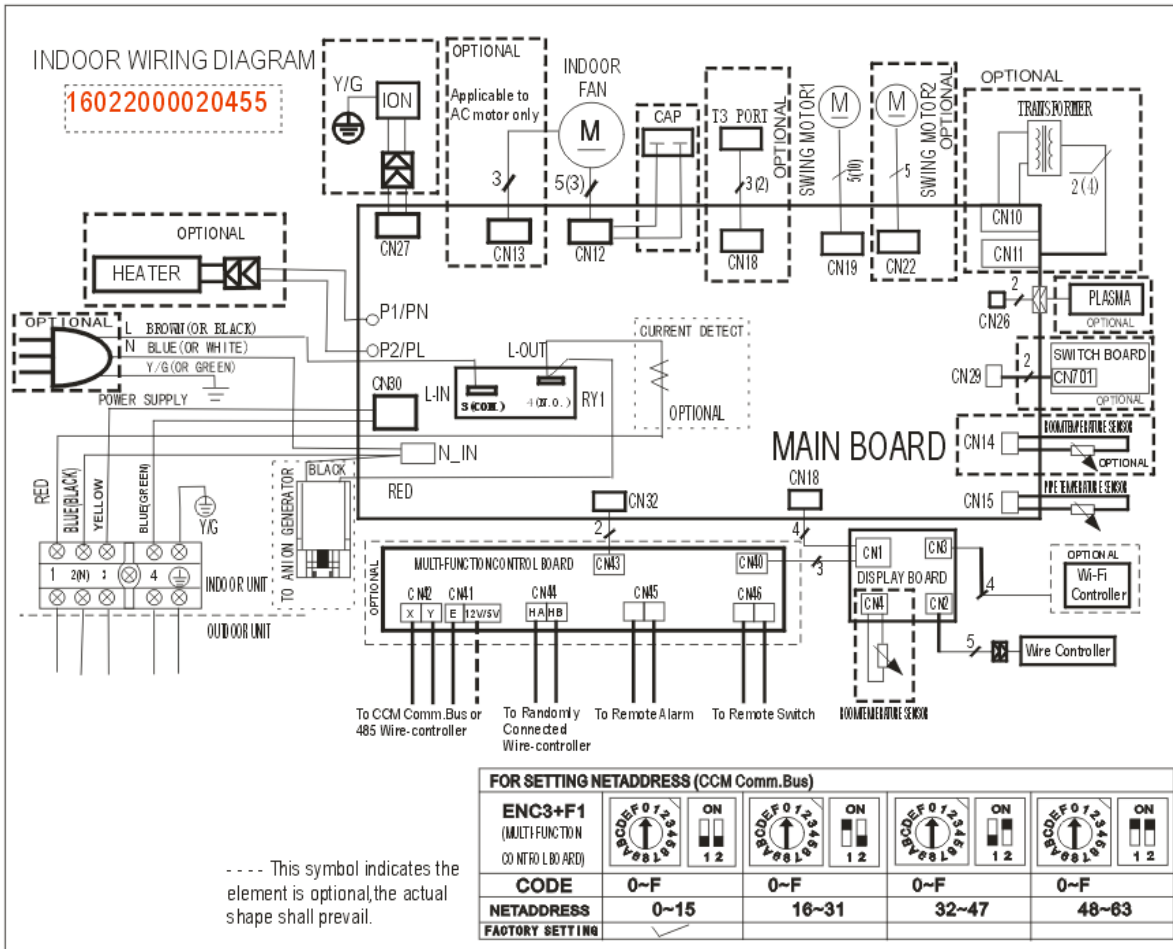 INDOOR WIRING DIAGRAM
16022000020455
Y/G
ION
CN27
OPTIONAL
Applicable to
AC motor only
3
CN13
INDOOR
FAN
M
5(3)
CN12
CAP
T3 PORT
OPTIONAL
3(2)
CN18
SWING MOTOR1
M
5(10)
CN19
SWING MOTOR2
OPTIONAL
M
5
CN22
OPTIONAL
TRANSFORMER
2(4)
CN10
CN11
OPTIONAL
HEATER
P1/PN
P2/PL
OPTIONAL
L BROWN(OR BLACK)
N BLUE(OR WHITE)
Y/G(OR GREEN)
POWER SUPPLY
CN30
L-IN
L-OUT
3(COM.)
4(N.O.)
RY1
CURRENT DETECT
OPTIONAL
N_IN
BLACK
RED
TO ANION GENERATOR
MAIN BOARD
2
CN26
PLASMA
OPTIONAL
CN29
2
SWITCH BOARD
CN701
OPTIONAL
CN14
ROOMTEMPERATURE SENSOR
OPTIONAL
CN15
PIPE TEMPERATURE SENSOR
RED
BLUE(BLACK)
YELLOW
BLUE(GREEN)
Y/G
1 2(N) 3 4
INDOOR UNIT
OUTDOOR UNIT
CN32
2
CN18
4
3
OPTIONAL
MULTI-FUNCTIONCONTROL BOARD
CN43
CN40
CN42
X Y
CN41
E 12V/5V
CN44
HA HB
CN45
CN46
To CCM Comm.Bus or
485 Wire-controller
To Randomly
Connected
Wire-controller
To Remote Alarm
To Remote Switch
CN1
CN3
DISPLAY BOARD
CN4
CN2
4
5
ROOMTEMPERATURE SENSOR
OPTIONAL
Wi-Fi
Controller
Wire Controller
FOR SETTING NETADDRESS (CCM Comm.Bus)
ENC3+F1
(MULTI-FUNCTION
CONTROLBOARD)
0123456789ABCDEF
ON
1 2
0123456789ABCDEF
ON
1 2
0123456789ABCDEF
ON
1 2
0123456789ABCDEF
ON
1 2
CODE 0~F 0~F 0~F 0~F
NETADDRESS 0~15 16~31 32~47 48~63
FACTORY SETTING
- - - - This symbol indicates the
element is optional,the actual
shape shall prevail.